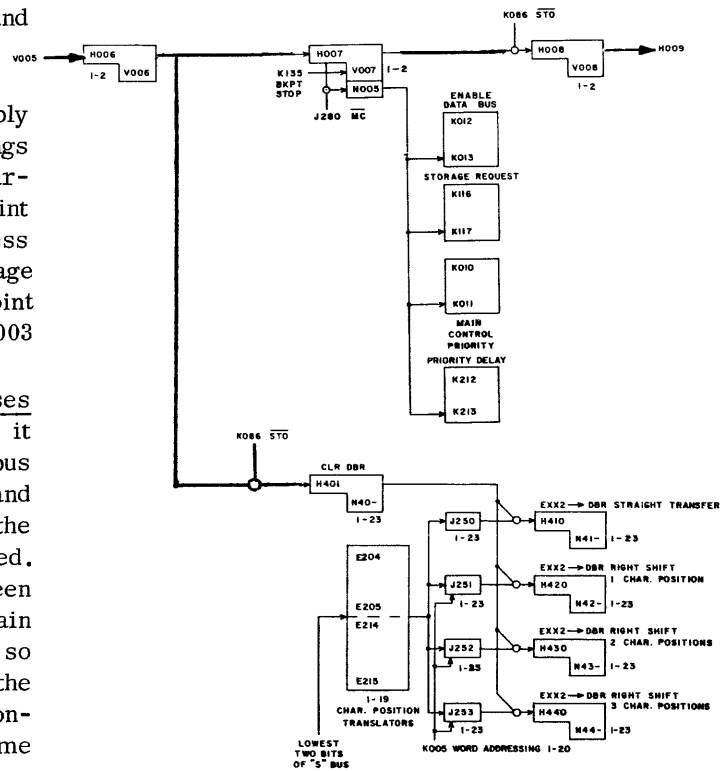 and
ply
ngs
ar-
int
ess
age
oint
003
ses
it
bus
and
the
ed.
een
ain
so
the
on-
me
K086 STO
V005
H006
V006
1-2
H007
V007
1-2
K135
BKPT
STOP
N005
J280 MC
H008
V008
1-2
H009
ENABLE
DATA BUS
K012
K013
STORAGE REQUEST
K116
K117
K010
K011
MAIN
CONTROL
PRIORITY
PRIORITY DELAY
K212
K213
K086 STO
CLR DBR
H401
N40-
1-23
E204
E205
E214
E215
1-19
CHAR. POSITION
TRANSLATORS
LOWEST
TWO BITS
OF "S" BUS
J250
1-23
J251
1-23
J252
1-23
J253
1-23
K005 WORD ADDRESSING 1-20
EXX2 → DBR STRAIGHT TRANSFER
H410
N41- 1-23
EXX2 → DBR RIGHT SHIFT
1 CHAR. POSITION
H420
N42- 1-23
EXX2 → DBR RIGHT SHIFT
2 CHAR. POSITIONS
H430
N43- 1-23
EXX2 → DBR RIGHT SHIFT
3 CHAR. POSITIONS
H440
N44- 1-23